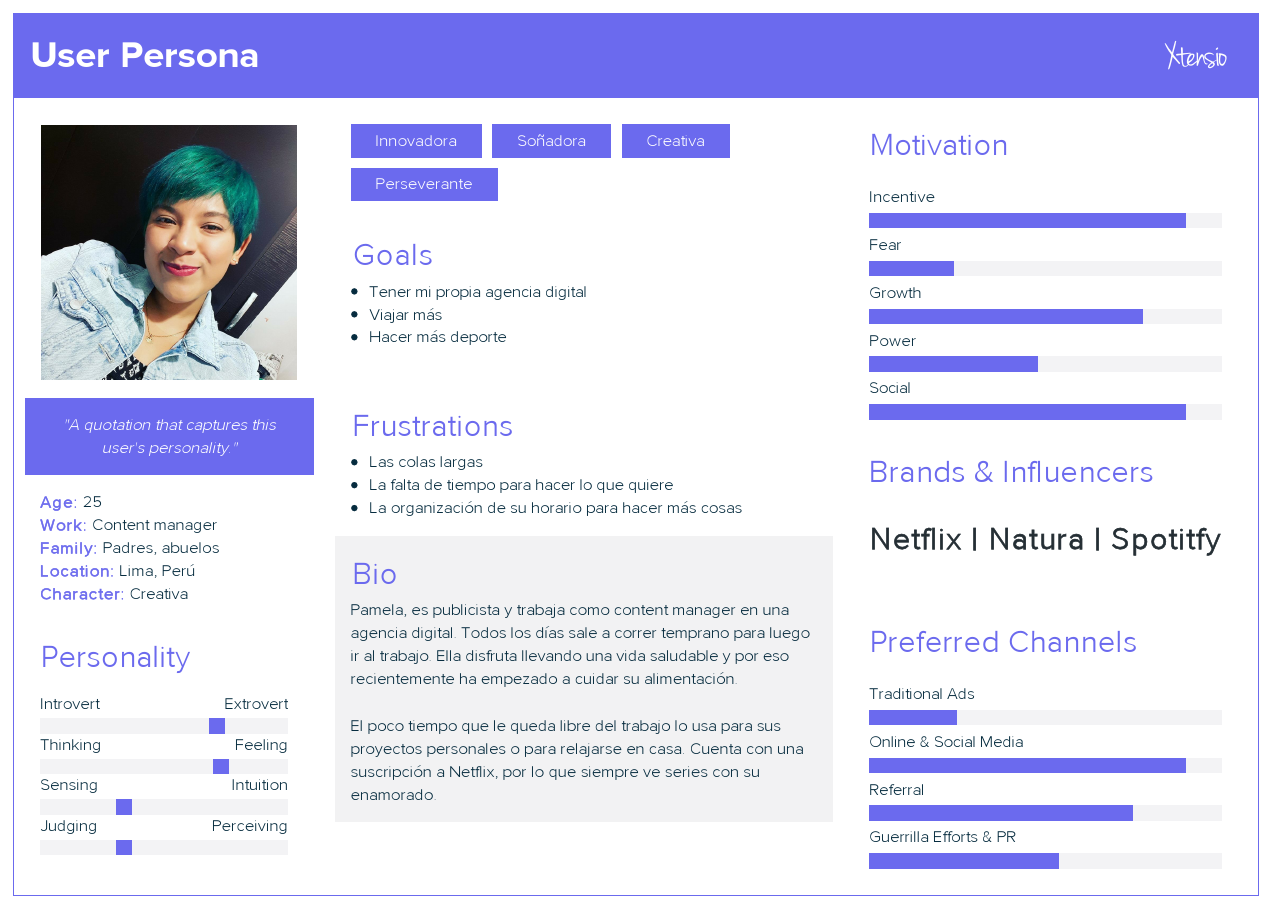 User Persona
Xtensio
"A quotation that captures this
user's personality."
Age: 25
Work: Content manager
Family: Padres, abuelos
Location: Lima, Perú
Character: Creativa
Personality
Introvert Extrovert
Thinking Feeling
Sensing Intuition
Judging Perceiving
Innovadora Soñadora Creativa
Perseverante
Goals
Tener mi propia agencia digital
Viajar más
Hacer más deporte
Frustrations
Las colas largas
La falta de tiempo para hacer lo que quiere
La organización de su horario para hacer más cosas
Bio
Pamela, es publicista y trabaja como content manager en una
agencia digital. Todos los días sale a correr temprano para luego
ir al trabajo. Ella disfruta llevando una vida saludable y por eso
recientemente ha empezado a cuidar su alimentación.
El poco tiempo que le queda libre del trabajo lo usa para sus
proyectos personales o para relajarse en casa. Cuenta con una
suscripción a Netflix, por lo que siempre ve series con su
enamorado.
Motivation
Incentive
Fear
Growth
Power
Social
Brands & Influencers
Netflix | Natura | Spotitfy
Preferred Channels
Traditional Ads
Online & Social Media
Referral
Guerrilla Efforts & PR